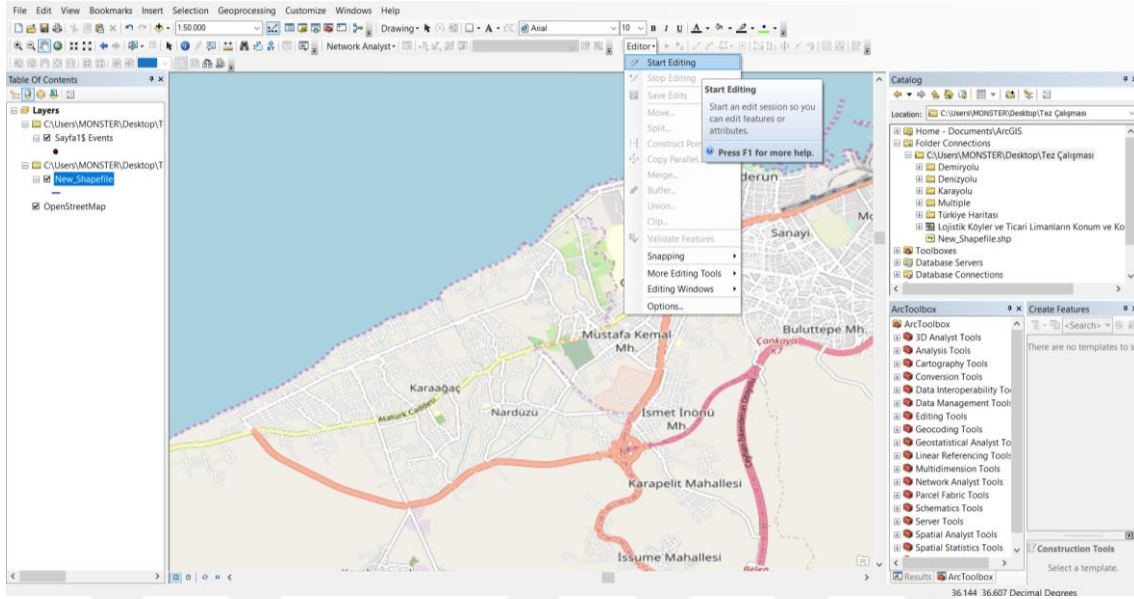 File Edit View Bookmarks Insert Selection Geoprocessing Customize Windows Help
1:50.000 Drawing A Arial 10 B I U A
Network Analyst Editor
Table Of Contents
Layers
C:\Users\MONSTER\Desktop\T
Sayfa1$ Events
C:\Users\MONSTER\Desktop\T
New_Shapefile
OpenStreetMap
Start Editing
Stop Editing
Save Edits
Move...
Split...
Construct Poin
Copy Parallel...
Merge...
Buffer...
Union...
Clip...
Validate Features
Snapping
More Editing Tools
Editing Windows
Options...
Start Editing
Start an edit session so you
can edit features or
attributes.
Press F1 for more help.
derun
Sanayi
Mustafa Kemal
Mh.
Buluttepe Mh.
Çankaya
K7
Karaağaç
Atatürk Caddesi
Nardüzü
İsmet İnönü
Mh.
Karapelit Mahallesi
İssume Mahallesi
Belen
Catalog
Location: C:\Users\MONSTER\Desktop\Tez Çalışması
Home - Documents\ArcGIS
Folder Connections
C:\Users\MONSTER\Desktop\Tez Çalışması
Demiryolu
Denizyolu
Karayolu
Multiple
Türkiye Haritası
Lojistik Köyler ve Ticari Limanların Konum ve Ko
New_Shapefile.shp
Toolboxes
Database Servers
Database Connections
ArcToolbox
ArcToolbox
3D Analyst Tools
Analysis Tools
Cartography Tools
Conversion Tools
Data Interoperability To
Data Management Tools
Editing Tools
Geocoding Tools
Geostatistical Analyst To
Linear Referencing Tools
Multidimension Tools
Network Analyst Tools
Parcel Fabric Tools
Schematics Tools
Server Tools
Spatial Analyst Tools
Spatial Statistics Tools
Results ArcToolbox
Create Features
<Search>
There are no templates to s
Construction Tools
Select a template.
36,144 36,607 Decimal Degrees